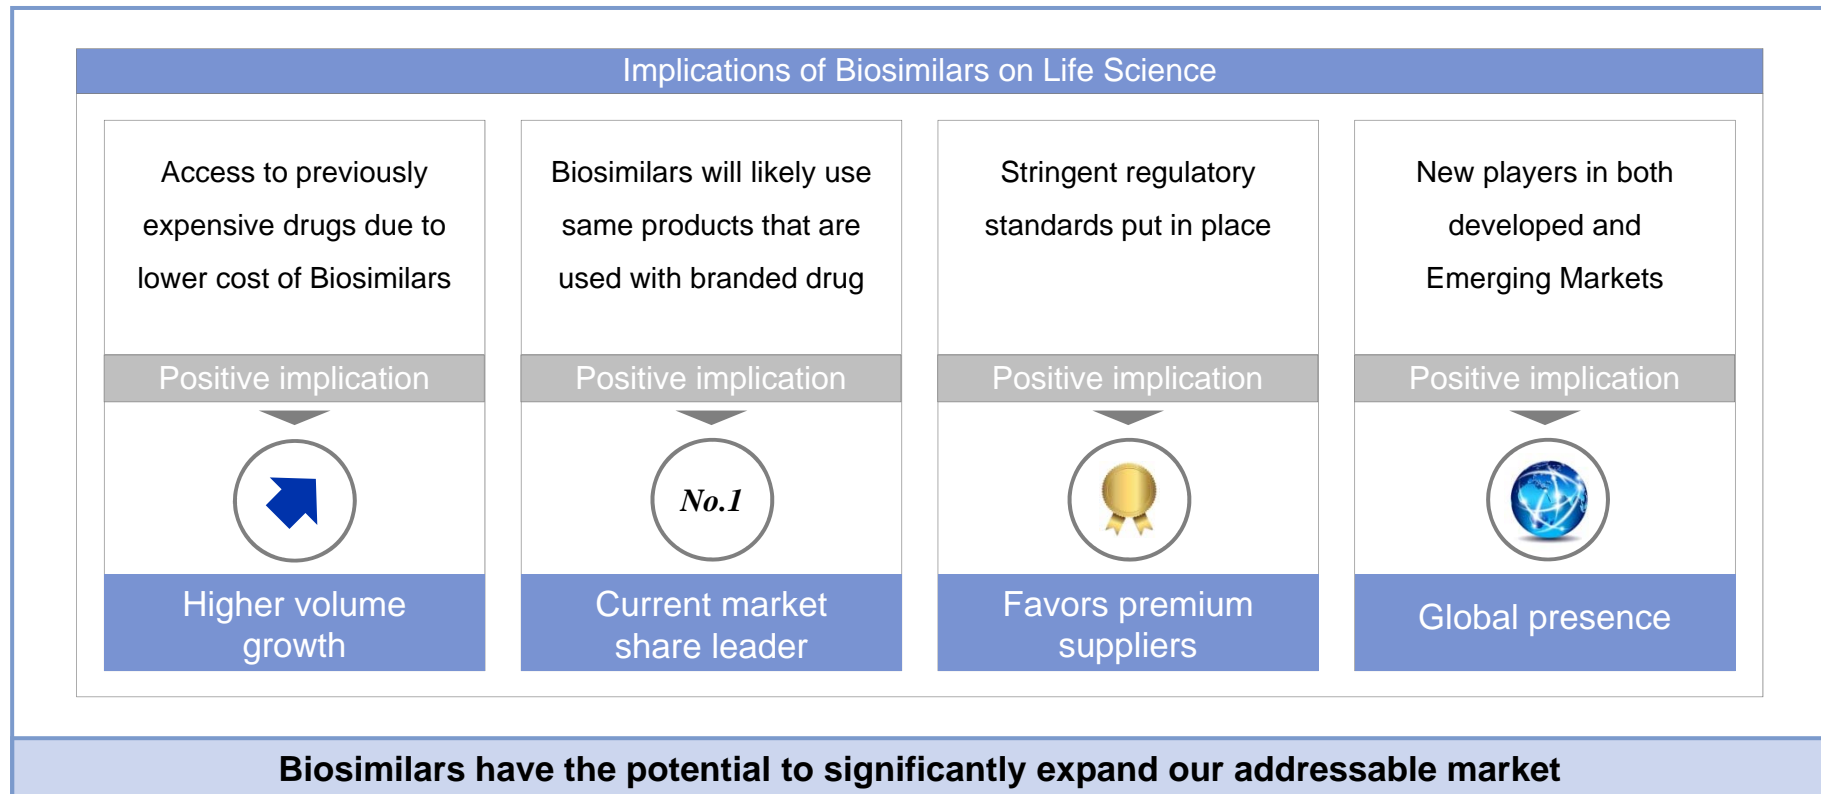 Implications of Biosimilars on Life Science
Access to previously
expensive drugs due to
lower cost of Biosimilars
Positive implication
Higher volume
growth
Biosimilars will likely use
same products that are
used with branded drug
Positive implication
No.1
Current market
share leader
Stringent regulatory
standards put in place
Positive implication
Favors premium
suppliers
New players in both
developed and
Emerging Markets
Positive implication
Global presence
Biosimilars have the potential to significantly expand our addressable market